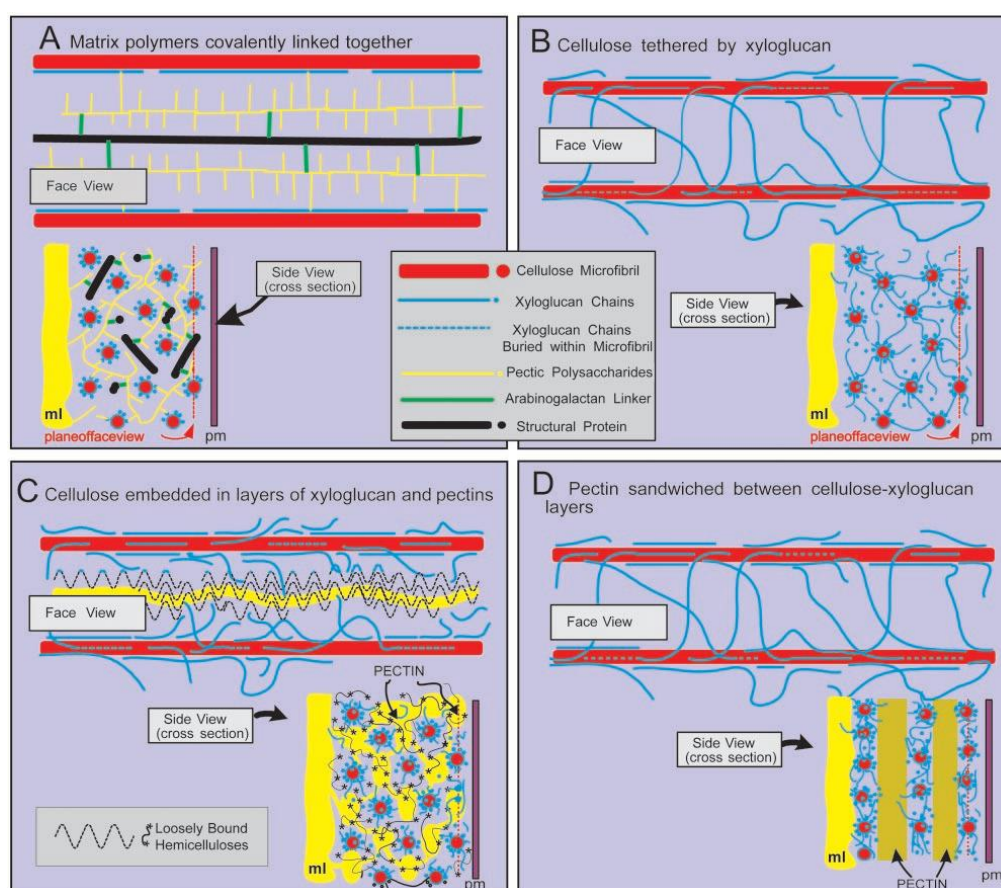 A Matrix polymers covalently linked together
Face View
Side View
(cross section)
ml
planeoffaceview
pm
B Cellulose tethered by xyloglucan
Face View
Side View
(cross section)
ml
planeoffaceview
pm
Cellulose Microfibril
Xyloglucan Chains
Xyloglucan Chains
Buried within Microfibril
Pectic Polysaccharides
Arabinogalactan Linker
Structural Protein
C Cellulose embedded in layers of xyloglucan and pectins
Face View
PECTIN
Side View
(cross section)
Loosely Bound
Hemicelluloses
ml
pm
D Pectin sandwiched between cellulose-xyloglucan
layers
Face View
Side View
(cross section)
ml
PECTIN
pm